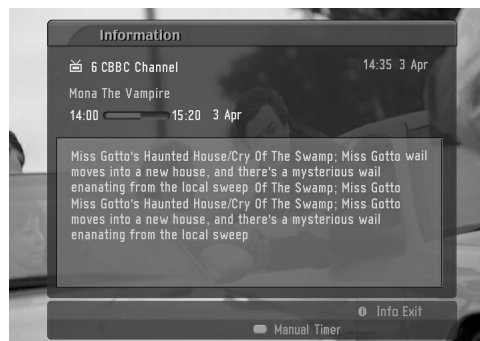 Information
6 CBBC Channel 14:35 3 Apr
Mona The Vampire
14:00 15:20 3 Apr
Miss Gotto's Haunted House/Cry Of The Swamp; Miss Gotto wail
moves into a new house, and there's a mysterious wail
enanating from the local sweep Of The Swamp; Miss Gotto
Miss Gotto's Haunted House/Cry Of The Swamp; Miss Gotto
moves into a new house, and there's a mysterious wail
enanating from the local sweep
i Info Exit
Manual Timer